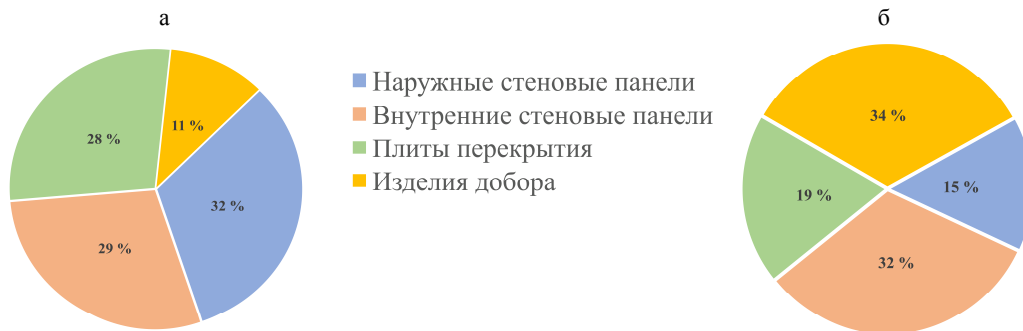 а
б
Наружные стеновые панели
Внутренние стеновые панели
Плиты перекрытия
Изделия добора
28 %
11 %
32 %
29 %
34 %
15 %
19 %
32 %